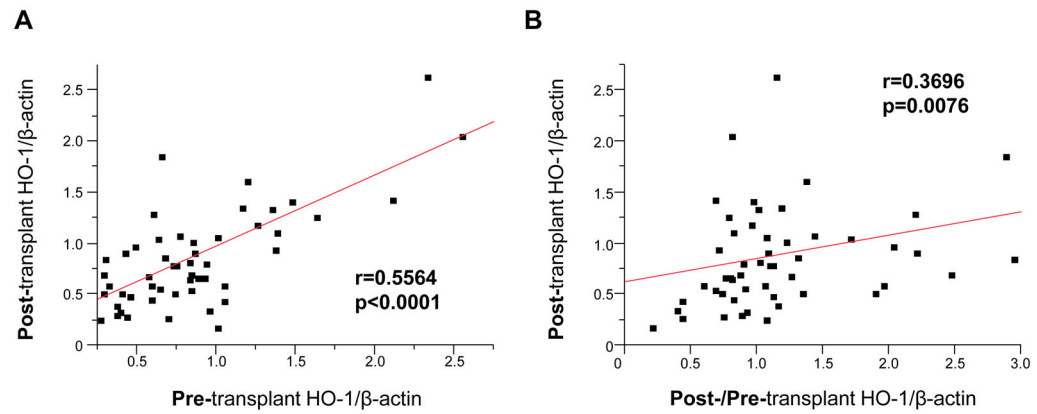 A
Post-transplant HO-1/β-actin
2.5
2.0
1.5
1.0
0.5
0
0.5
1.0
1.5
2.0
2.5
r=0.5564
p<0.0001
Pre-transplant HO-1/β-actin
B
Post-transplant HO-1/β-actin
2.5
2.0
1.5
1.0
0.5
0
0
0.5
1.0
1.5
2.0
2.5
3.0
r=0.3696
p=0.0076
Post-/Pre-transplant HO-1/β-actin